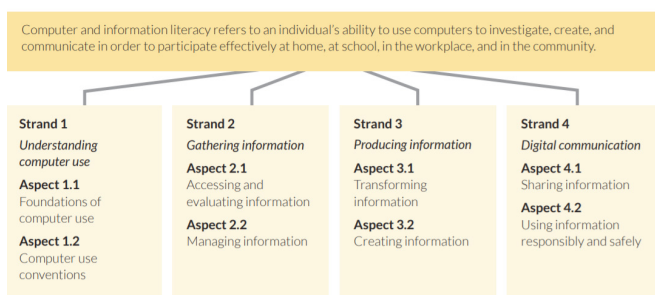 Computer and information literacy refers to an individual's ability to use computers to investigate, create, and
communicate in order to participate effectively at home, at school, in the workplace, and in the community.
Strand 1
Understanding
computer use
Aspect 1.1
Foundations of
computer use
Aspect 1.2
Computer use
conventions
Strand 2
Gathering information
Aspect 2.1
Accessing and
evaluating information
Aspect 2.2
Managing information
Strand 3
Producing information
Aspect 3.1
Transforming
information
Aspect 3.2
Creating information
Strand 4
Digital communication
Aspect 4.1
Sharing information
Aspect 4.2
Using information
responsibly and safely